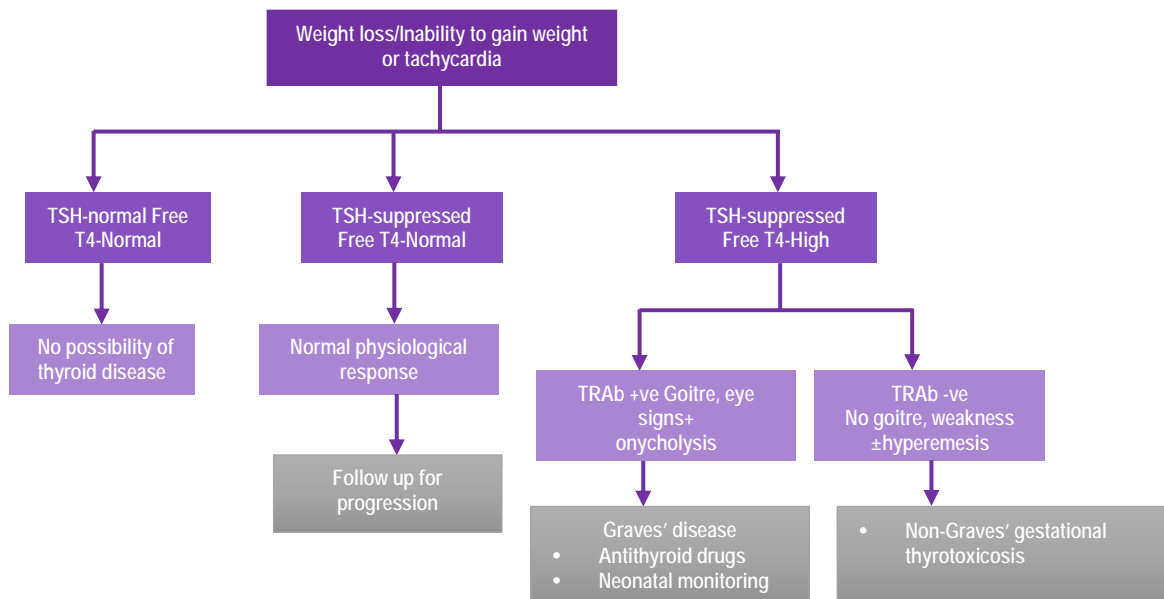 Weight loss/Inability to gain weight
or tachycardia
TSH-normal Free
T4-Normal
TSH-suppressed
Free T4-Normal
TSH-suppressed
Free T4-High
No possibility of
thyroid disease
Normal physiological
response
TRAb +ve Goitre, eye
signs+
onycholysis
TRAb -ve
No goitre, weakness
±hyperemesis
Follow up for
progression
Graves’ disease
• Antithyroid drugs
• Neonatal monitoring
• Non-Graves’ gestational
thyrotoxicosis